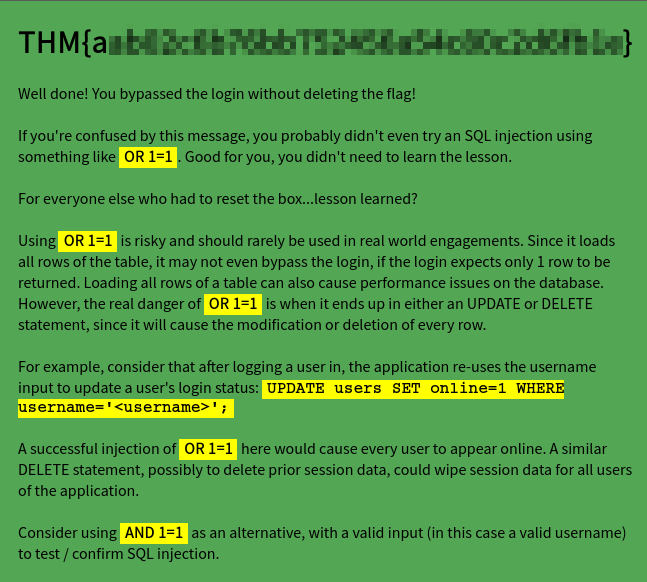 THM{a }
Well done! You bypassed the login without deleting the flag!
If you're confused by this message, you probably didn't even try an SQL injection using
something like OR 1=1 . Good for you, you didn't need to learn the lesson.
For everyone else who had to reset the box...lesson learned?
Using OR 1=1 is risky and should rarely be used in real world engagements. Since it loads
all rows of the table, it may not even bypass the login, if the login expects only 1 row to be
returned. Loading all rows of a table can also cause performance issues on the database.
However, the real danger of OR 1=1 is when it ends up in either an UPDATE or DELETE
statement, since it will cause the modification or deletion of every row.
For example, consider that after logging a user in, the application re-uses the username
input to update a user's login status: UPDATE users SET online=1 WHERE
username='<username>';
A successful injection of OR 1=1 here would cause every user to appear online. A similar
DELETE statement, possibly to delete prior session data, could wipe session data for all users
of the application.
Consider using AND 1=1 as an alternative, with a valid input (in this case a valid username)
to test / confirm SQL injection.